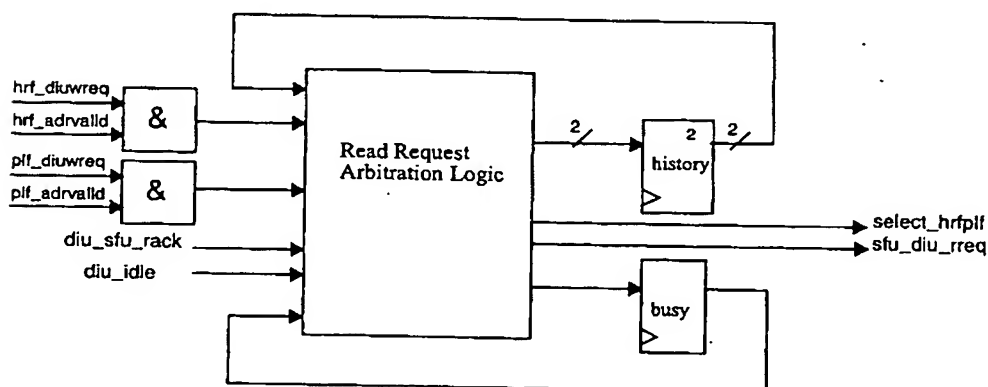 hrf_diuwreq
hrf_adrvalid
&
plf_diuwreq
plf_adrvalid
&
diu_sfu_rack
diu_idle
Read Request
Arbitration Logic
2
2
2
history
select_hrfplf
sfu_diu_rreq
busy